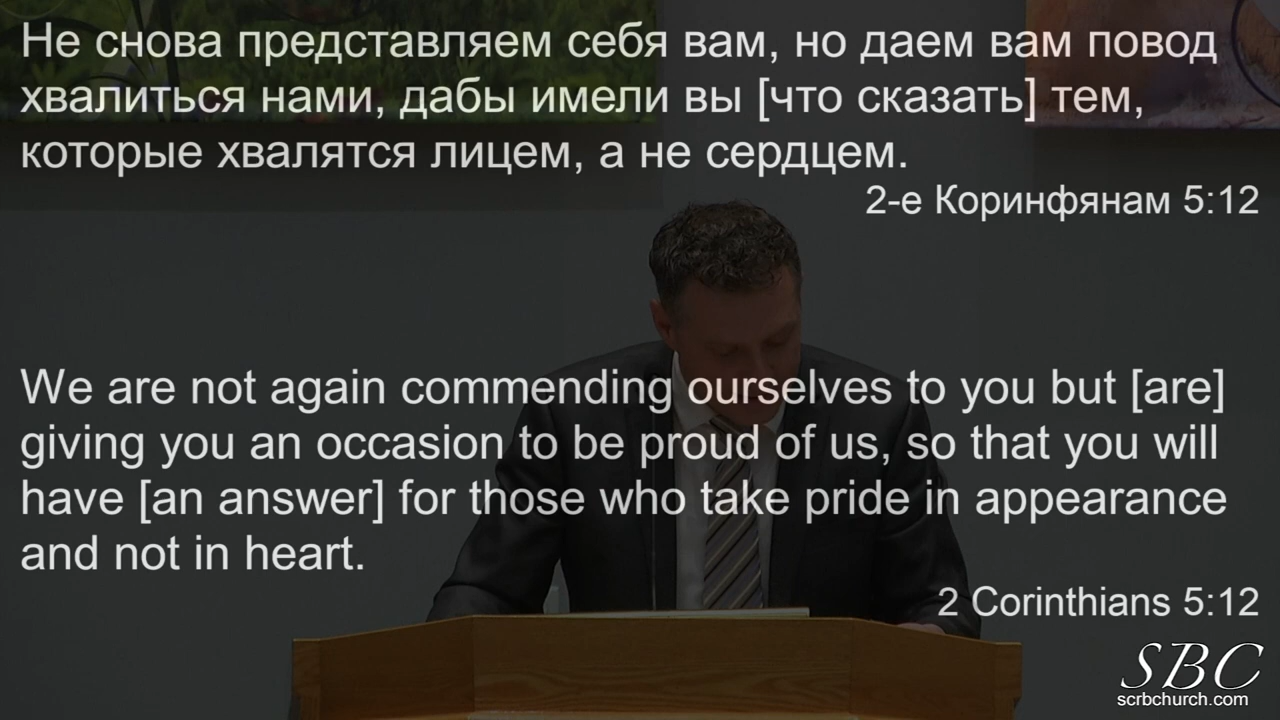 Не снова представляем себя вам, но даем вам повод
хвалиться нами, дабы имели вы [что сказать] тем,
которые хвалятся лицем, а не сердцем.
2-е Коринфянам 5:12
We are not again commending ourselves to you but [are]
giving you an occasion to be proud of us, so that you will
have [an answer] for those who take pride in appearance
and not in heart.
2 Corinthians 5:12
SBC
scrbchurch.com